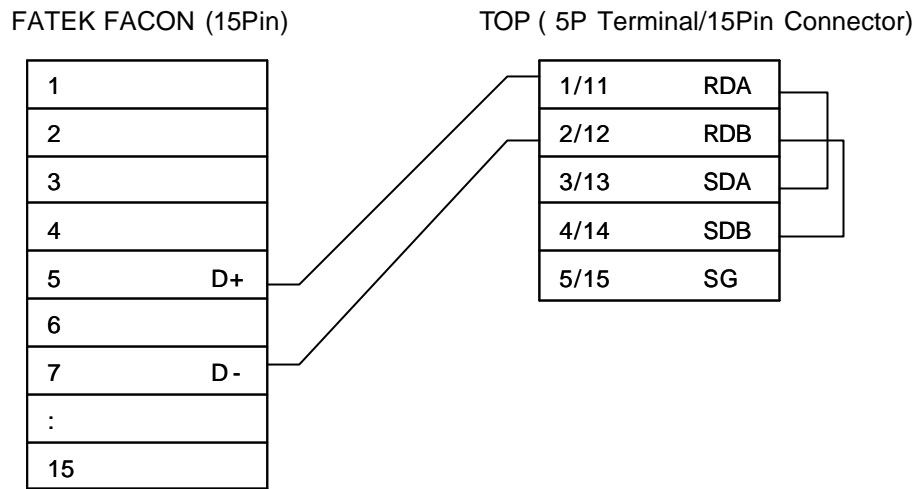 FATEK FACON (15Pin)
TOP ( 5P Terminal/15Pin Connector)
1
2
3
4
5 D+
6
7 D -
:
15
1/11 RDA
2/12 RDB
3/13 SDA
4/14 SDB
5/15 SG